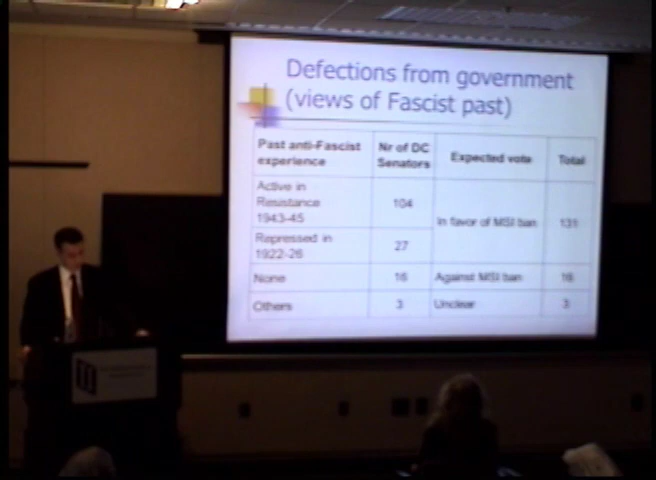 Defections from government
(views of Fascist past)
Past anti-Fascist experience
Nr of DC Senators
Expected vote
Total
Active in Resistance 1943-45
104
In favor of MSI ban
131
Repressed in 1922-26
27
None
16
Against MSI ban
16
Others
3
Unclear
3